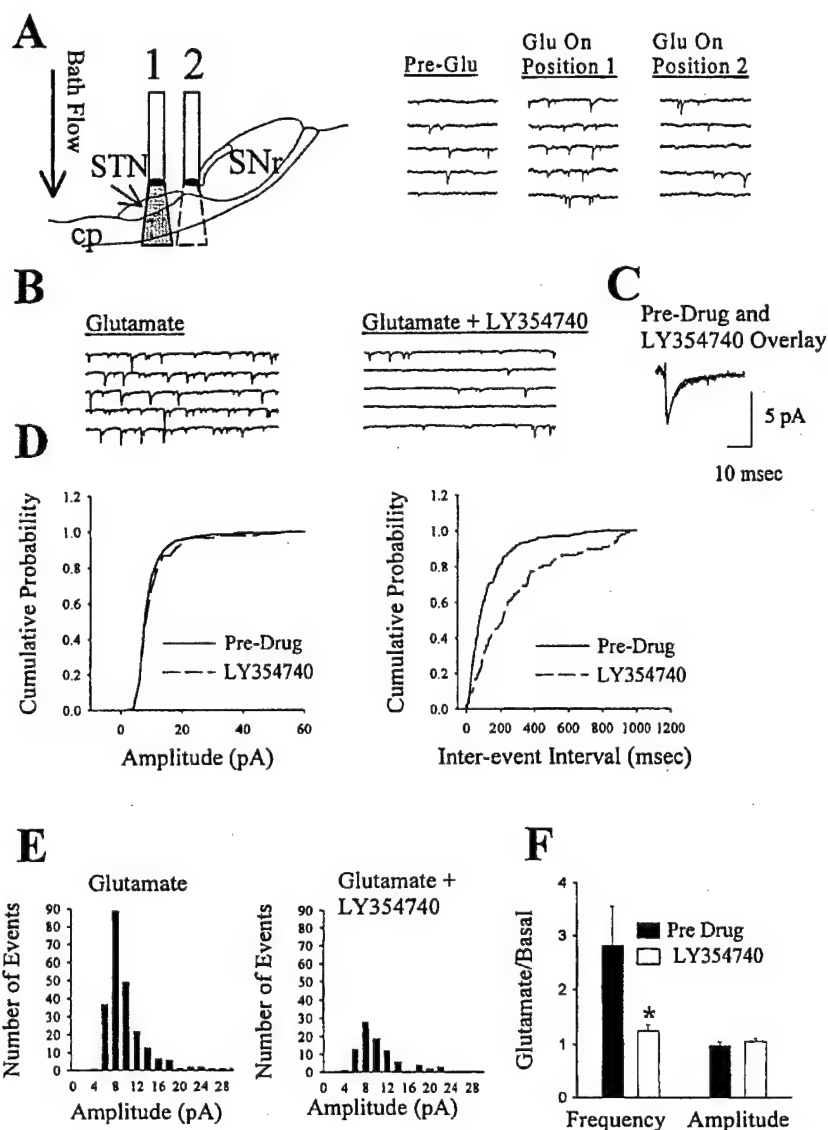 A
Bath Flow
1 2
STN
SNr
cp
Pre-Glu
Glu On
Position 1
Glu On
Position 2
B
Glutamate
Glutamate + LY354740
C
Pre-Drug and
LY354740 Overlay
5 pA
10 msec
D
Cumulative Probability
1.2
1.0
0.8
0.6
0.4
0.2
0.0
Pre-Drug
LY354740
0 20 40 60
Amplitude (pA)
Cumulative Probability
1.2
1.0
0.8
0.6
0.4
0.2
0.0
Pre-Drug
LY354740
0 200 400 600 800 1000 1200
Inter-event Interval (msec)
E
Glutamate
Number of Events
90
80
70
60
50
40
30
20
10
0
0 4 8 12 16 20 24 28
Amplitude (pA)
Glutamate +
LY354740
Number of Events
90
80
70
60
50
40
30
20
10
0
0 4 8 12 16 20 24 28
Amplitude (pA)
F
Glutamate/Basal
4
3
2
1
0
Pre Drug
LY354740
*
Frequency Amplitude